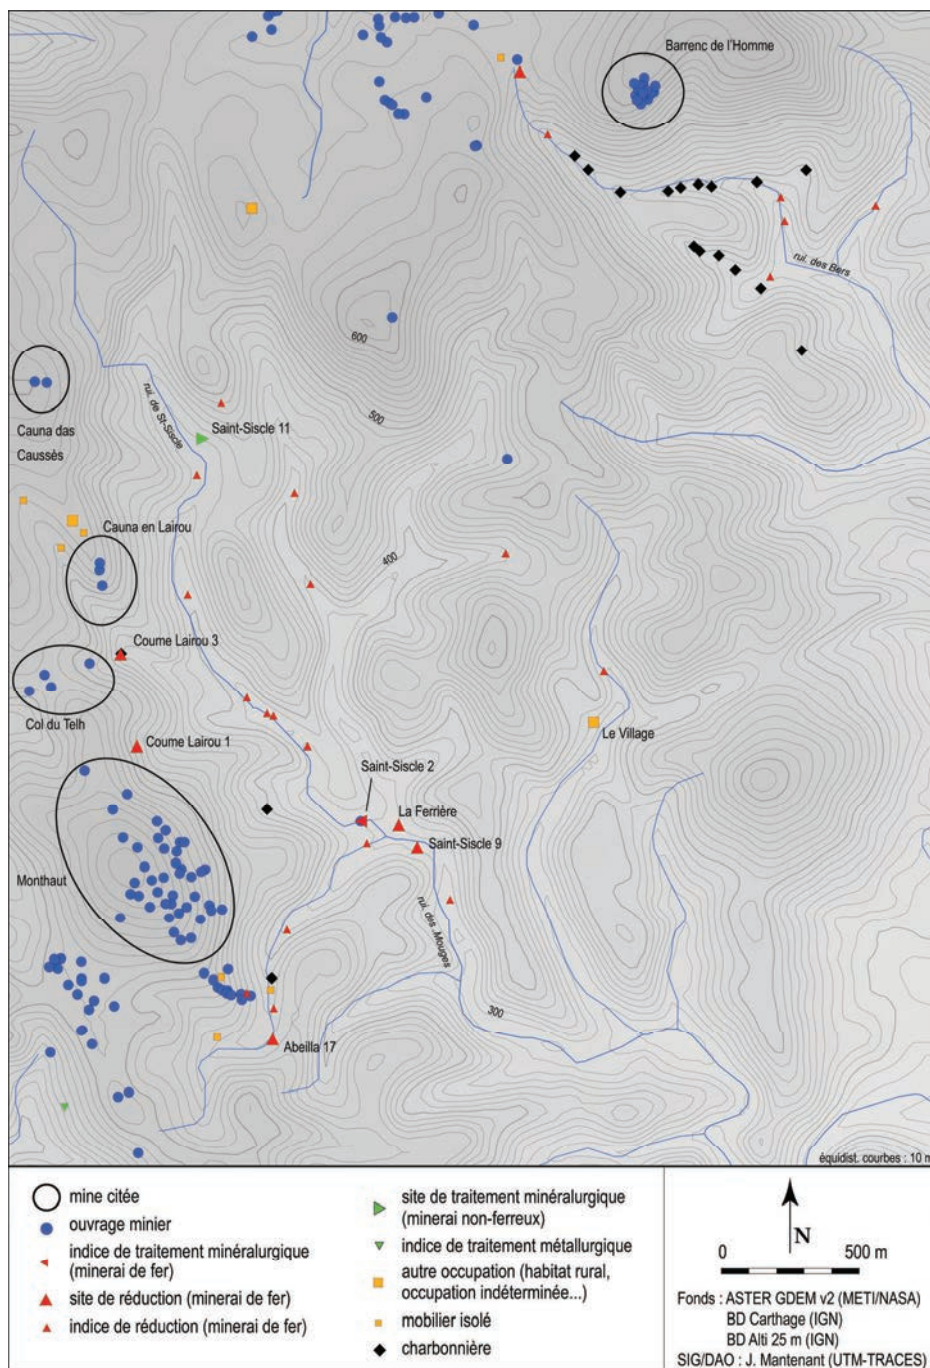 Barrenc de l'Homme
rui. des Bers
600
rui. de St-Siscle
500
Saint-Siscle 11
Cauna das
Caussès
Cauna en Lairou
400
Coume Lairou 3
Col du Telh
Le Village
Coume Lairou 1
Saint-Siscle 2
La Ferrière
Saint-Siscle 9
Monthaut
rui. des Mouges
300
Abeilla 17
équidist. courbes : 10 m
mine citée
ouvrage minier
indice de traitement minéralurgique
(minerai de fer)
site de réduction (minerai de fer)
indice de réduction (minerai de fer)
site de traitement minéralurgique
(minerai non-ferreux)
indice de traitement métallurgique
autre occupation (habitat rural,
occupation indéterminée...)
mobilier isolé
charbonnière
N
0 500 m
Fonds : ASTER GDEM v2 (METI/NASA)
BD Carthage (IGN)
BD Alti 25 m (IGN)
SIG/DAO : J. Mantenant (UTM-TRACES)